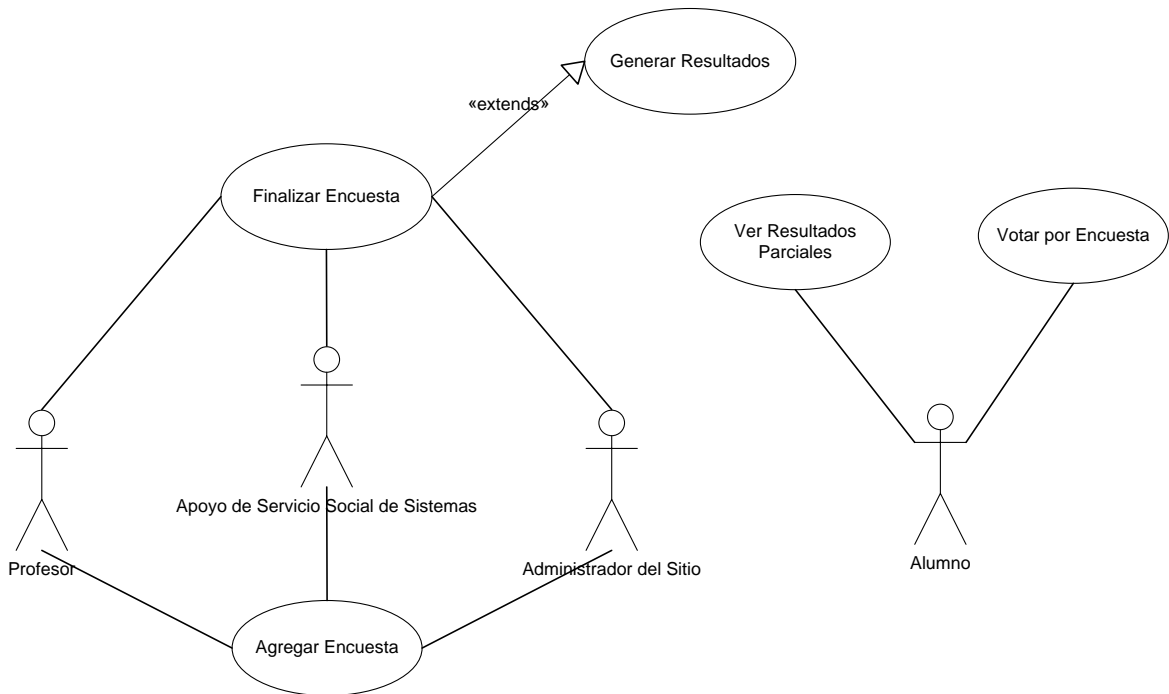 Generar Resultados
«extends»
Finalizar Encuesta
Ver Resultados
Parciales
Votar por Encuesta
Apoyo de Servicio Social de Sistemas
Profesor
Administrador del Sitio
Alumno
Agregar Encuesta